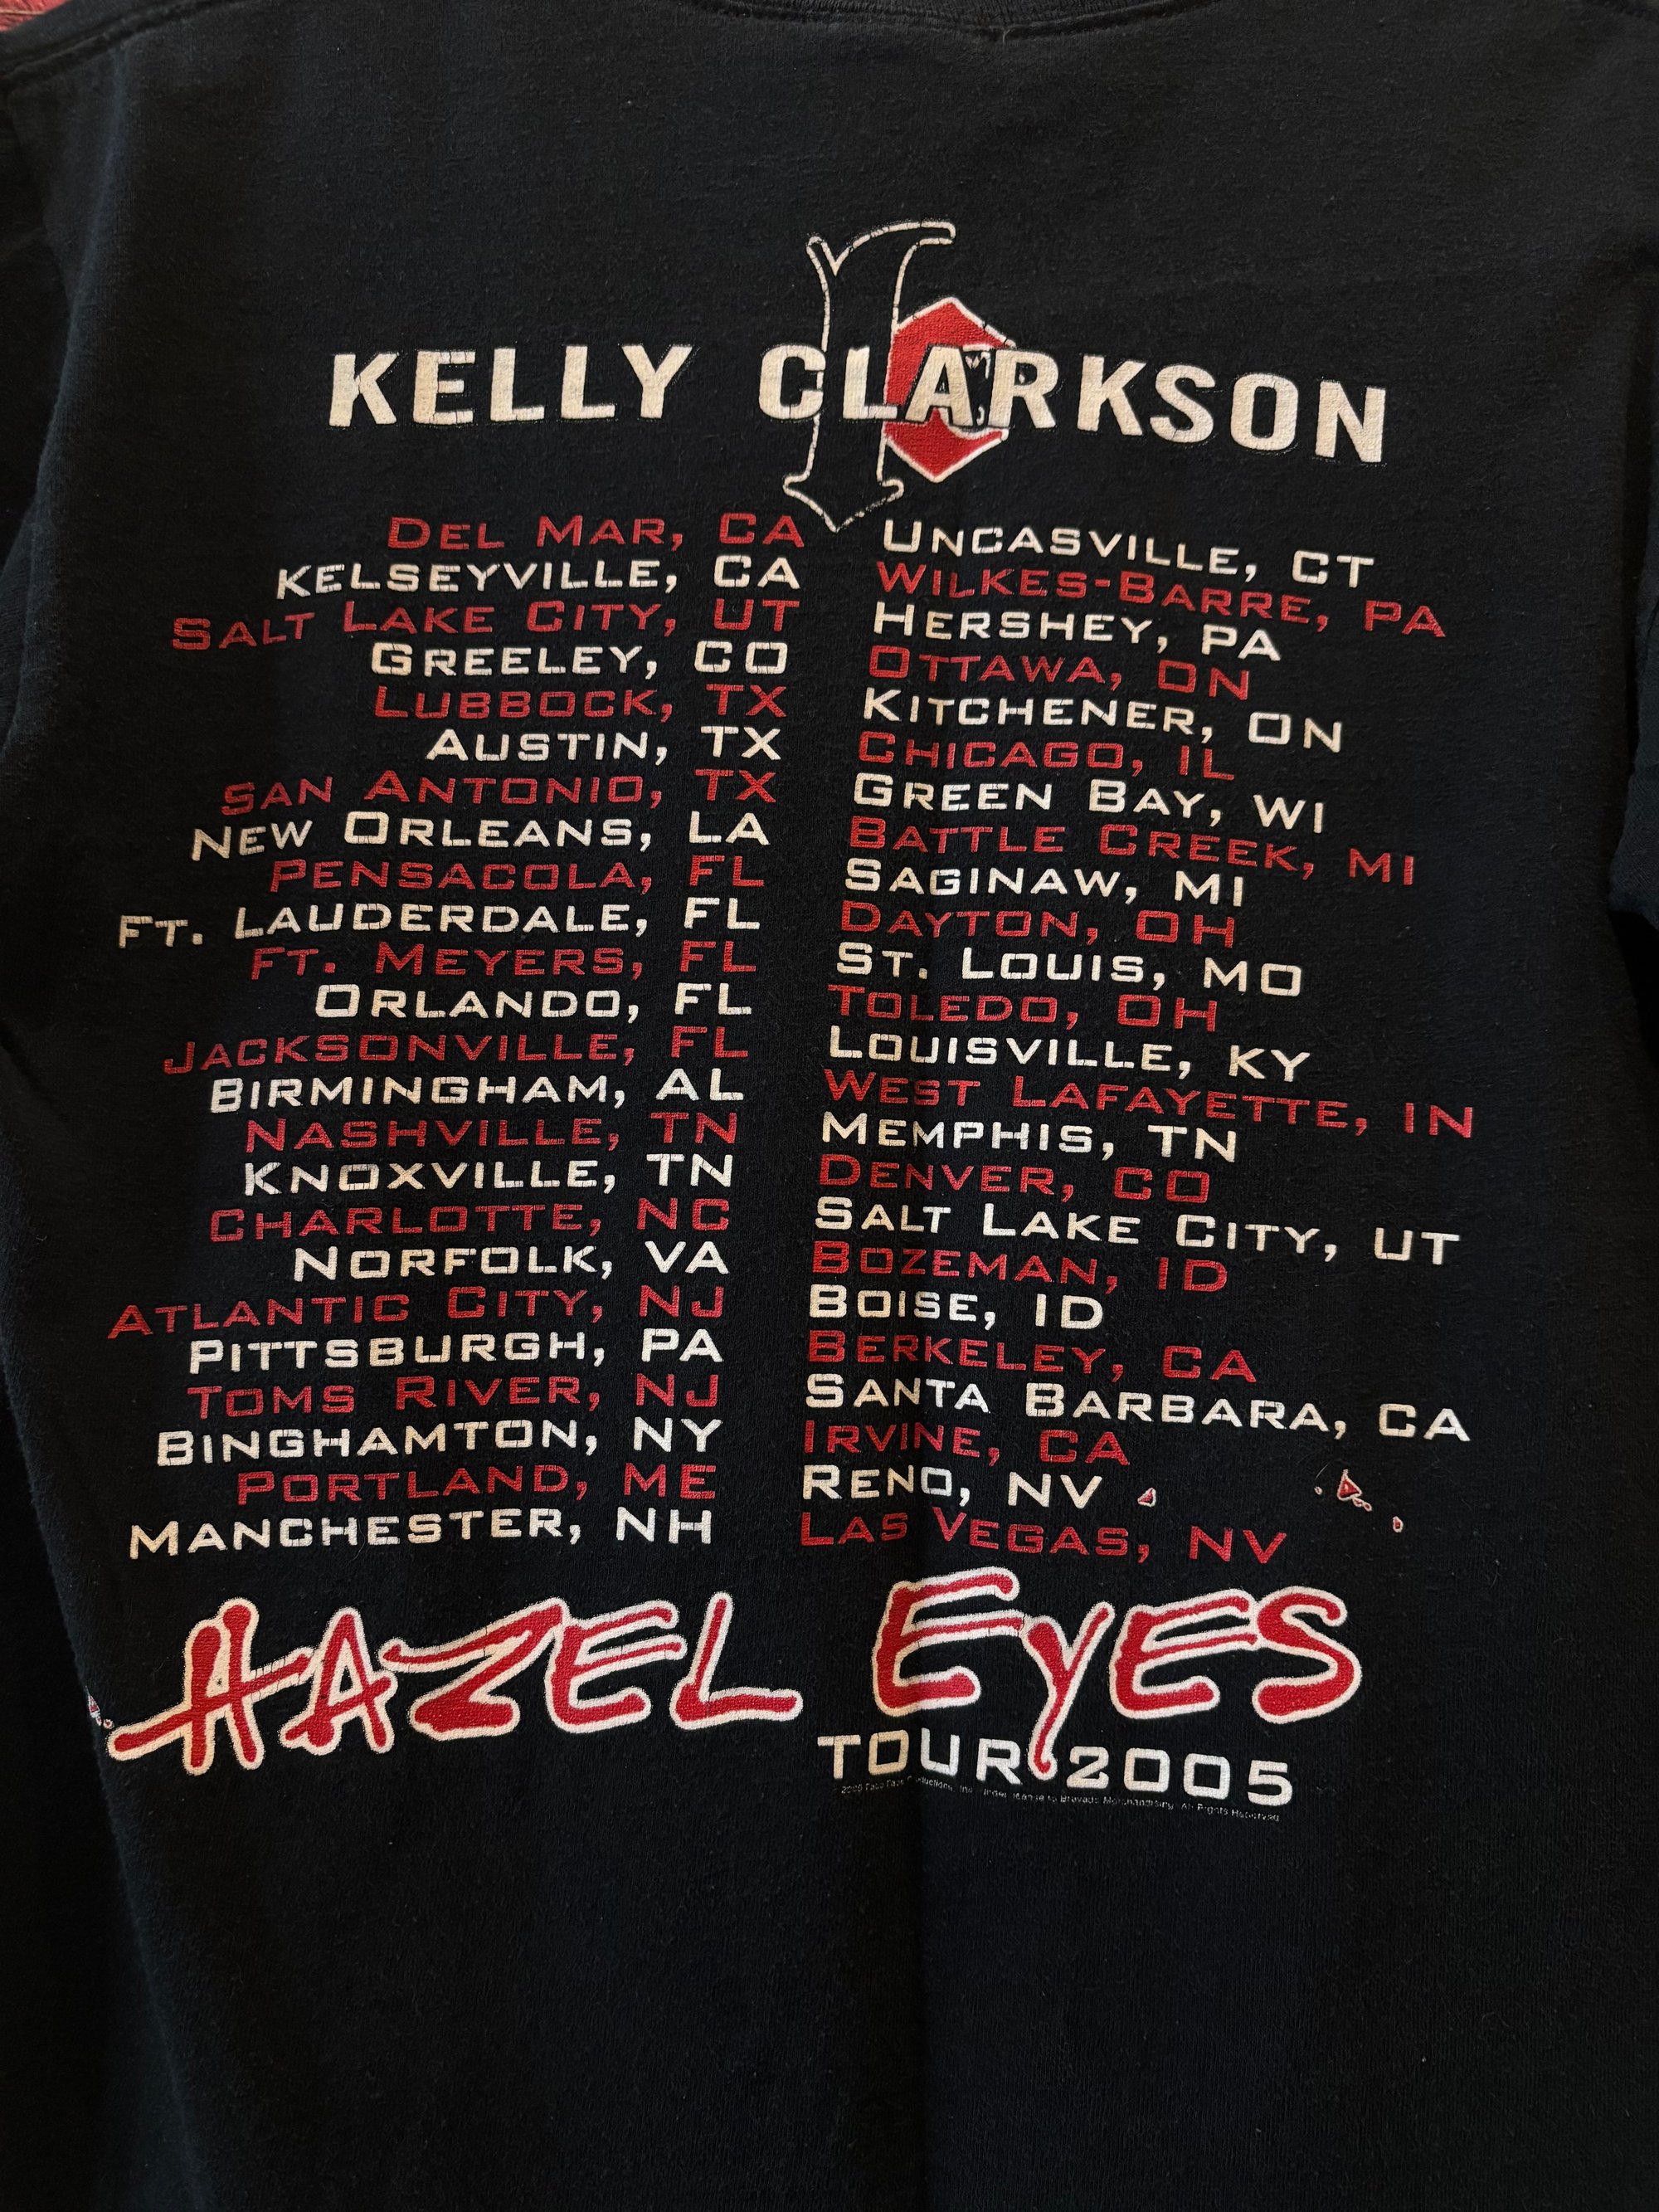 KELLY CLARKSON
DEL MAR, CA
KELSEYVILLE, CA
SALT LAKE CITY, UT
GREELEY, CO
LUBBOCK, TX
AUSTIN, TX
SAN ANTONIO, TX
NEW ORLEANS, LA
PENSACOLA, FL
FT. LAUDERDALE, FL
FT. MEYERS, FL
ORLANDO, FL
JACKSONVILLE, FL
BIRMINGHAM, AL
NASHVILLE, TN
KNOXVILLE, TN
CHARLOTTE, NC
NORFOLK, VA
ATLANTIC CITY, NJ
PITTSBURGH, PA
TOMS RIVER, NJ
BINGHAMTON, NY
PORTLAND, ME
MANCHESTER, NH
UNCASVILLE, CT
WILKES-BARRE, PA
HERSHEY, PA
OTTAWA, ON
KITCHENER, ON
CHICAGO, IL
GREEN BAY, WI
BATTLE CREEK, MI
SAGINAW, MI
DAYTON, OH
ST. LOUIS, MO
TOLEDO, OH
LOUISVILLE, KY
WEST LAFAYETTE, IN
MEMPHIS, TN
DENVER, CO
SALT LAKE CITY, UT
BOZEMAN, ID
BOISE, ID
BERKELEY, CA
SANTA BARBARA, CA
IRVINE, CA
RENO, NV
LAS VEGAS, NV
HAZEL EYES
TOUR 2005
Merchandising. All Rights Reserved